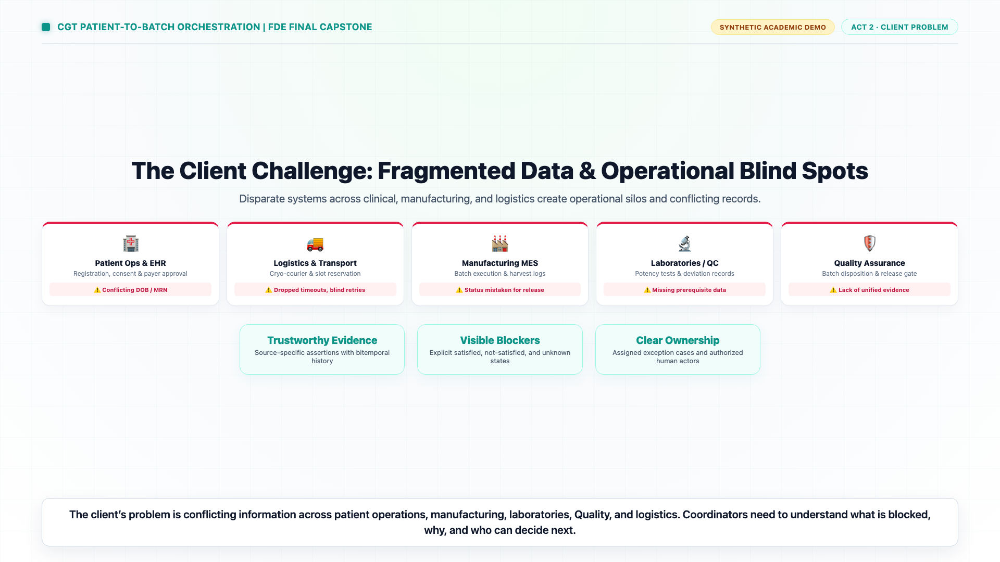 CGT PATIENT-TO-BATCH ORCHESTRATION | FDE FINAL CAPSTONE
SYNTHETIC ACADEMIC DEMO
ACT 2 · CLIENT PROBLEM
The Client Challenge: Fragmented Data & Operational Blind Spots
Disparate systems across clinical, manufacturing, and logistics create operational silos and conflicting records.
Patient Ops & EHR
Registration, consent & payer approval
⚠️ Conflicting DOB / MRN
Logistics & Transport
Cryo-courier & slot reservation
⚠️ Dropped timeouts, blind retries
Manufacturing MES
Batch execution & harvest logs
⚠️ Status mistaken for release
Laboratories / QC
Potency tests & deviation records
⚠️ Missing prerequisite data
Quality Assurance
Batch disposition & release gate
⚠️ Lack of unified evidence
Trustworthy Evidence
Source-specific assertions with bitemporal
history
Visible Blockers
Explicit satisfied, not-satisfied, and unknown
states
Clear Ownership
Assigned exception cases and authorized
human actors
The client’s problem is conflicting information across patient operations, manufacturing, laboratories, Quality, and logistics. Coordinators need to understand what is blocked,
why, and who can decide next.